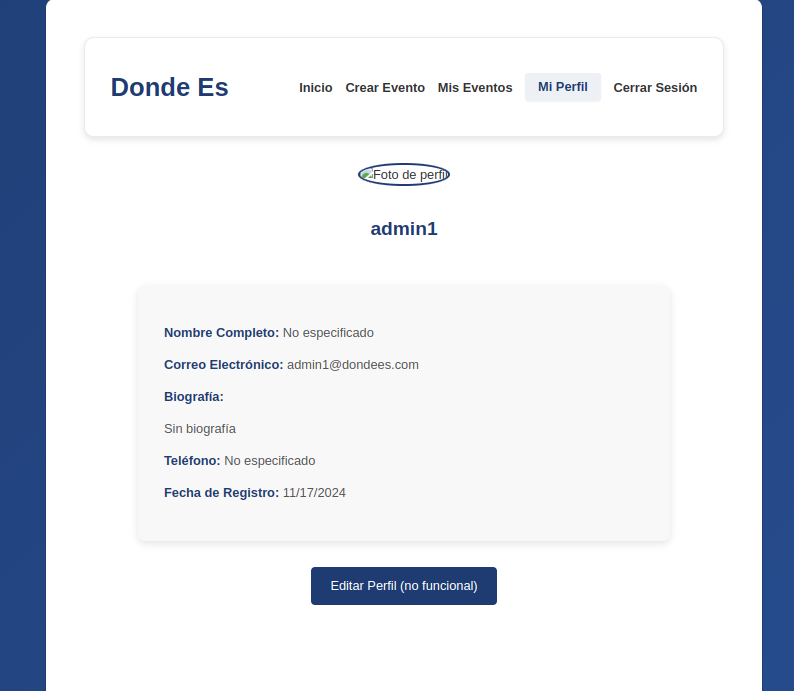 Donde Es
Inicio Crear Evento Mis Eventos Mi Perfil Cerrar Sesión
Foto de perfil
admin1
Nombre Completo: No especificado
Correo Electrónico: admin1@dondees.com
Biografía:
Sin biografía
Teléfono: No especificado
Fecha de Registro: 11/17/2024
Editar Perfil (no funcional)